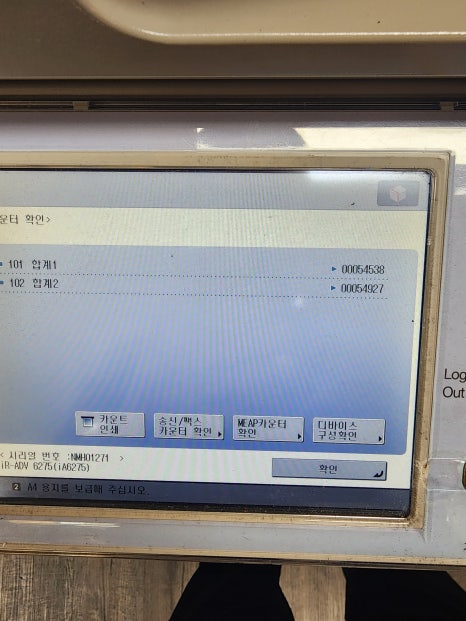 운터 확인>
101 합계1 ▶ 00054538
102 합계2 ▶ 00054927
카운트 인쇄
송신/팩스 카운터 확인
MEAP카운터 확인
디바이스 구성확인
< 시리얼 번호 :NMH01271 >
iR-ADV 6275(iA6275)
확인
2 A4 용지를 보급해 주십시오.
Log
Out